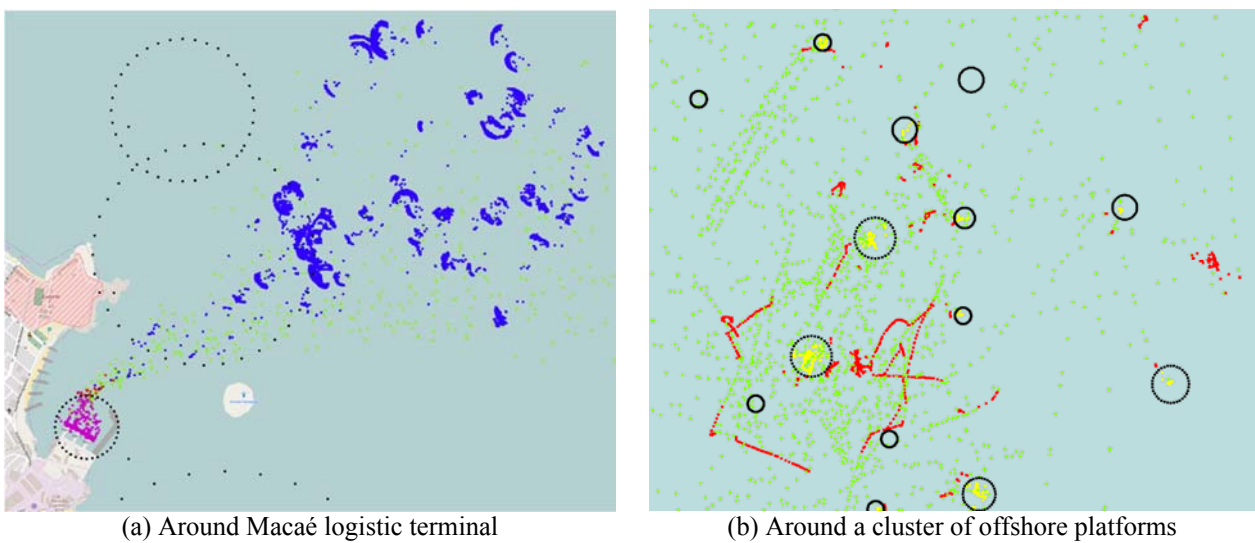 (a) Around Macaé logistic terminal
(b) Around a cluster of offshore platforms